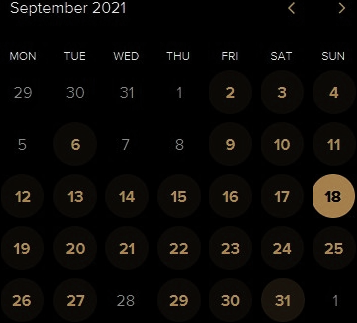 September 2021
MON TUE WED THU FRI SAT SUN
29 30 31 1 2 3 4
5 6 7 8 9 10 11
12 13 14 15 16 17 18
19 20 21 22 23 24 25
26 27 28 29 30 31 1